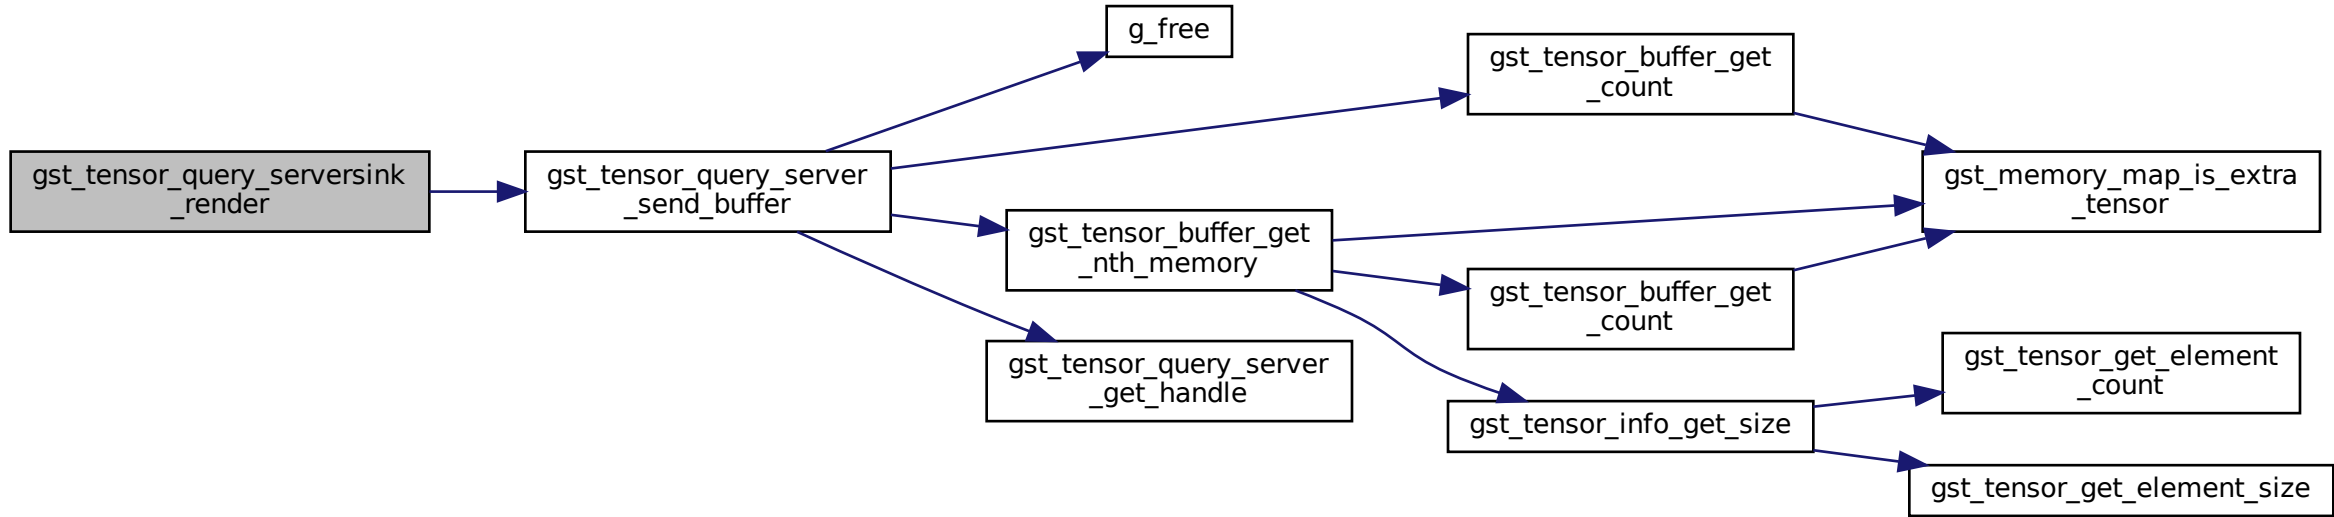 gst_tensor_query_serversink
_render
gst_tensor_query_server
_send_buffer
g_free
gst_tensor_buffer_get
_count
gst_tensor_buffer_get
_nth_memory
gst_tensor_query_server
_get_handle
gst_memory_map_is_extra
_tensor
gst_tensor_buffer_get
_count
gst_tensor_info_get_size
gst_tensor_get_element
_count
gst_tensor_get_element_size